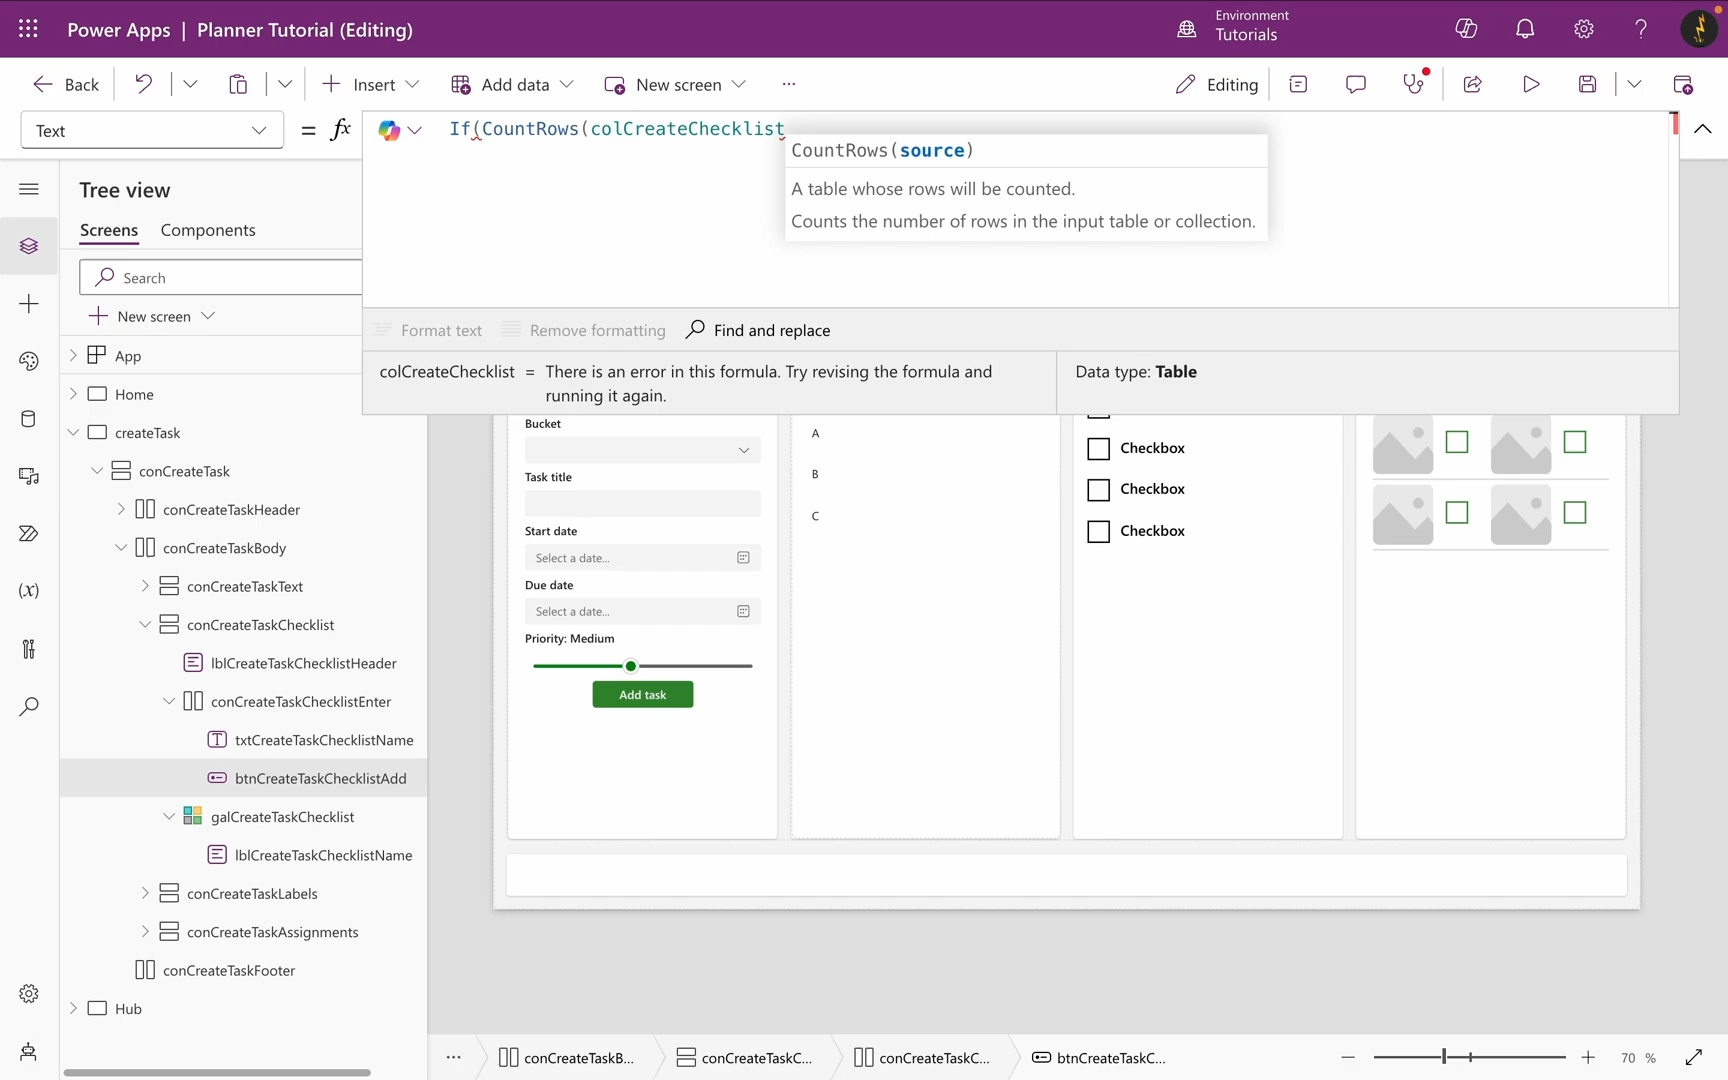 Power Apps | Planner Tutorial (Editing)
Environment
Tutorials
Back
Insert
Add data
New screen
...
Editing
Text
=
fx
If(CountRows(colCreateChecklist
CountRows(source)
A table whose rows will be counted.
Counts the number of rows in the input table or collection.
Format text
Remove formatting
Find and replace
colCreateChecklist = There is an error in this formula. Try revising the formula and
running it again.
Data type: Table
Tree view
Screens
Components
Search
New screen
App
Home
createTask
conCreateTask
conCreateTaskHeader
conCreateTaskBody
conCreateTaskText
conCreateTaskChecklist
lblCreateTaskChecklistHeader
conCreateTaskChecklistEnter
txtCreateTaskChecklistName
btnCreateTaskChecklistAdd
galCreateTaskChecklist
lblCreateTaskChecklistName
conCreateTaskLabels
conCreateTaskAssignments
conCreateTaskFooter
Hub
Bucket
Task title
Start date
Select a date...
Due date
Select a date...
Priority: Medium
Add task
A
B
C
Checkbox
Checkbox
Checkbox
...
conCreateTaskB...
conCreateTaskC...
conCreateTaskC...
btnCreateTaskC...
70 %